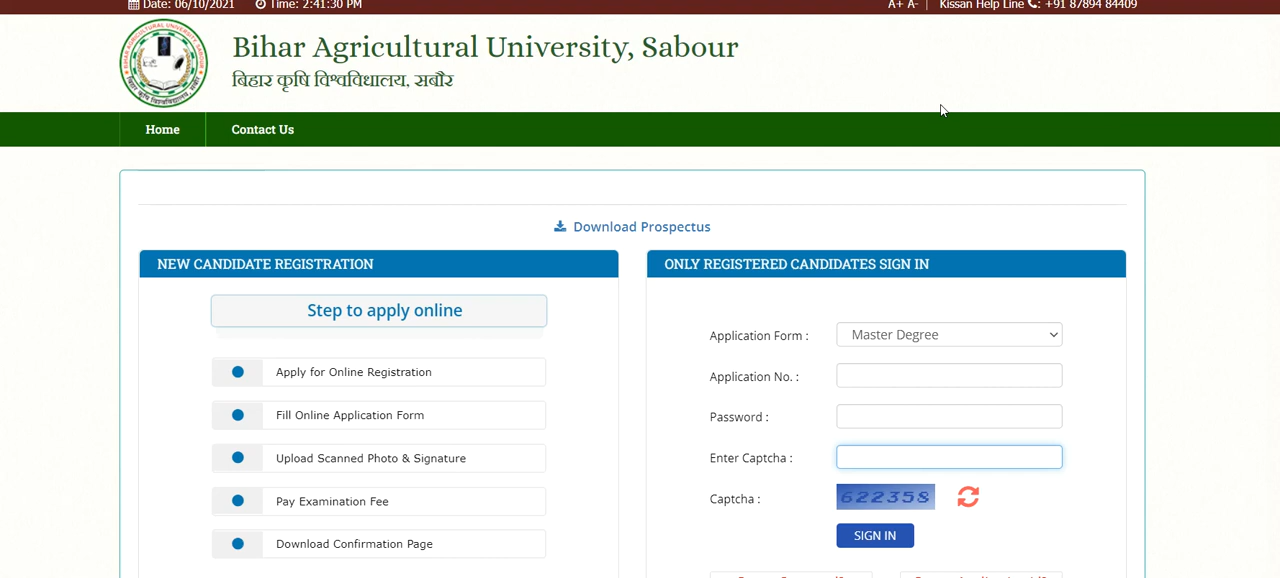 Date: 06/10/2021 Time: 2:41:30 PM A+ A- | Kissan Help Line : +91 87894 84409
Bihar Agricultural University, Sabour
बिहार कृषि विश्वविधालय, सबौर
Home Contact Us
Download Prospectus
NEW CANDIDATE REGISTRATION
Step to apply online
Apply for Online Registration
Fill Online Application Form
Upload Scanned Photo & Signature
Pay Examination Fee
Download Confirmation Page
ONLY REGISTERED CANDIDATES SIGN IN
Application Form : Master Degree
Application No. :
Password :
Enter Captcha :
Captcha : 622358
SIGN IN